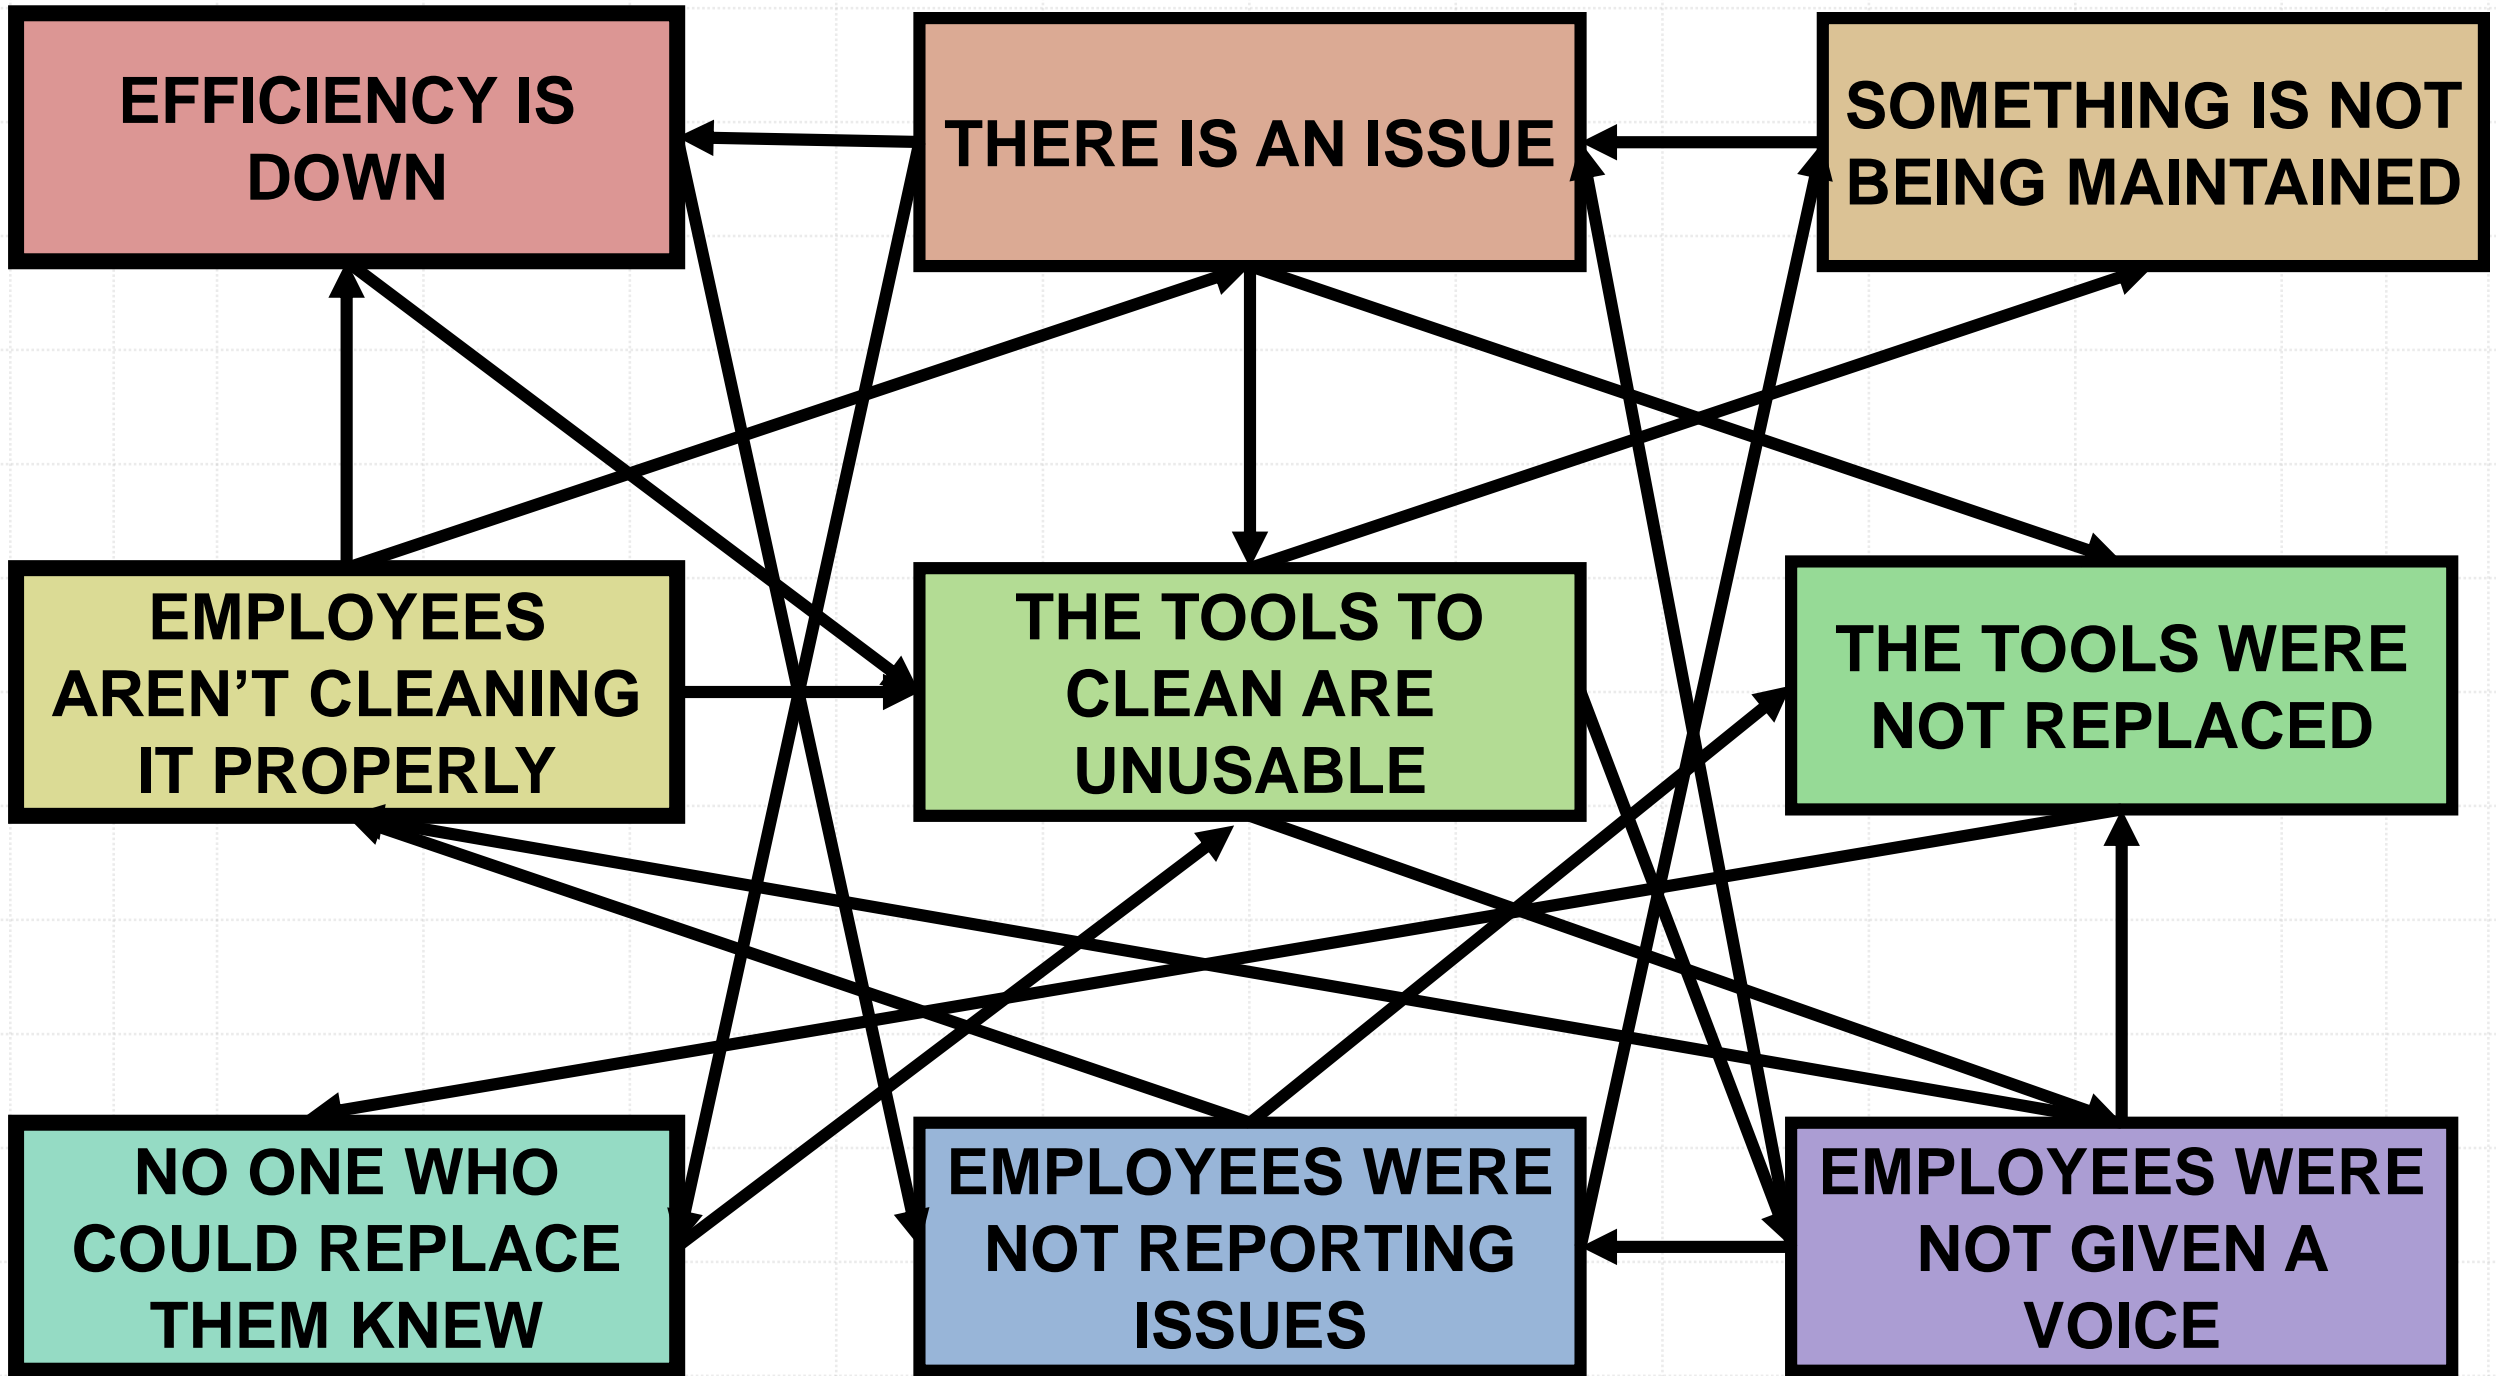 EFFICIENCY IS
DOWN
THERE IS AN ISSUE
SOMETHING IS NOT
BEING MAINTAINED
EMPLOYEES
AREN'T CLEANING
IT PROPERLY
THE TOOLS TO
CLEAN ARE
UNUSABLE
THE TOOLS WERE
NOT REPLACED
NO ONE WHO
COULD REPLACE
THEM KNEW
EMPLOYEES WERE
NOT REPORTING
ISSUES
EMPLOYEES WERE
NOT GIVEN A
VOICE